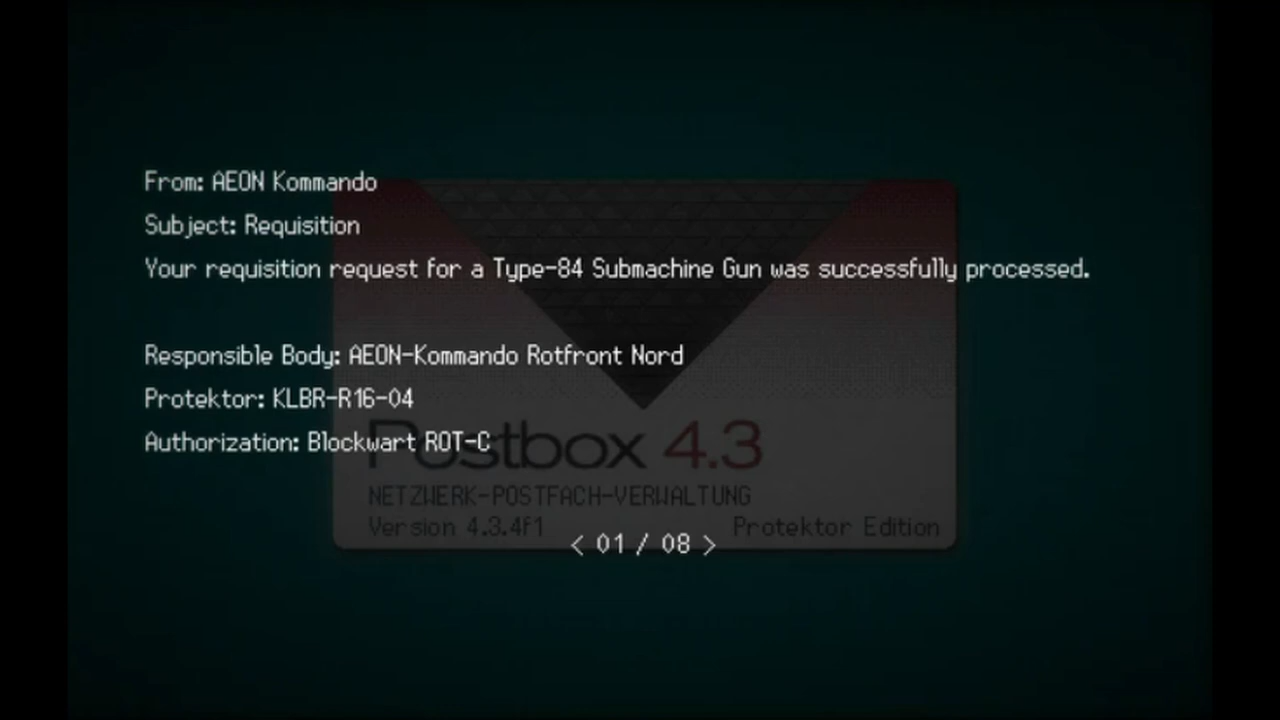 From: AEON Kommando
Subject: Requisition
Your requisition request for a Type-84 Submachine Gun was successfully processed.
Responsible Body: AEON-Kommando Rotfront Nord
Protektor: KLBR-R16-04
Authorization: Blockwart ROT-C
Postbox 4.3
NETZWERK-POSTFACH-VERWALTUNG
Version 4.3.4f1 Protektor Edition
< 01 / 08 >